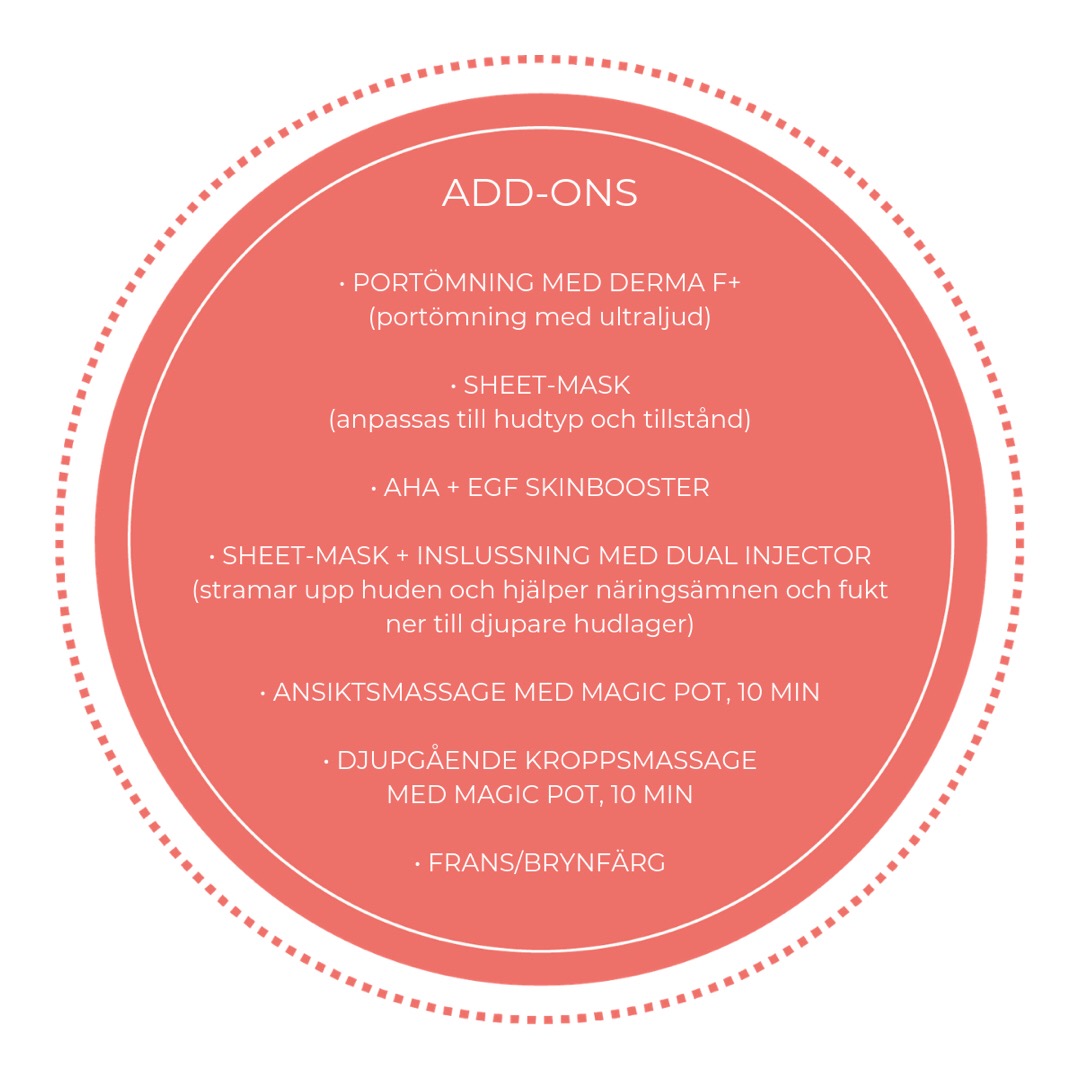 ADD-ONS
• PORTÖMNING MED DERMA F+
(portömning med ultraljud)
• SHEET-MASK
(anpassas till hudtyp och tillstånd)
• AHA + EGF SKINBOOSTER
• SHEET-MASK + INSLUSSNING MED DUAL INJECTOR
(stramar upp huden och hjälper näringsämnen och fukt
ner till djupare hudlager)
• ANSIKTSMASSAGE MED MAGIC POT, 10 MIN
• DJUPGÅENDE KROPPSMASSAGE
MED MAGIC POT, 10 MIN
• FRANS/BRYNFÄRG